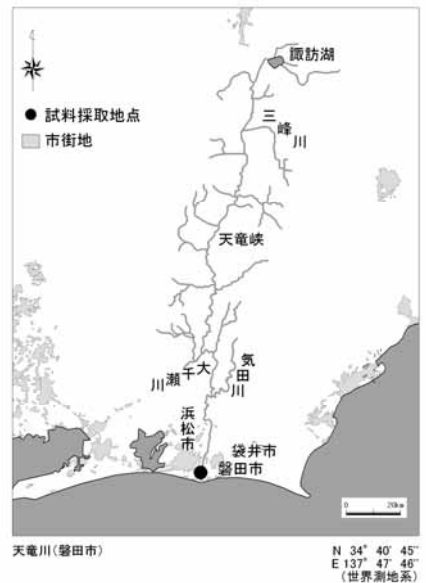 諏訪湖
● 試料採取地点
市街地
三峰川
天竜峡
大千瀬川
気田川
浜松市
袋井市
磐田市
0 20km
天竜川(磐田市)
N 34° 40′ 45″
E 137° 47′ 46″
(世界測地系)